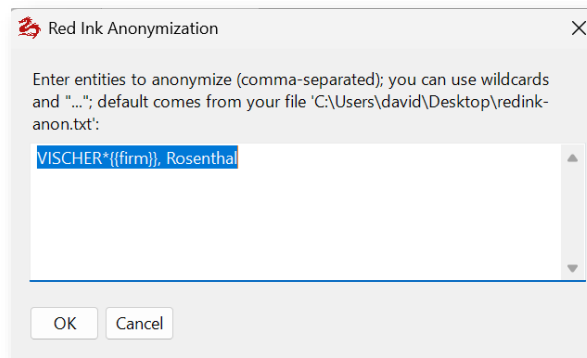 Red Ink Anonymization
Enter entities to anonymize (comma-separated); you can use wildcards
and "..."; default comes from your file 'C:\Users\david\Desktop\redink-
anon.txt':
VISCHER*{{firm}}, Rosenthal
OK Cancel